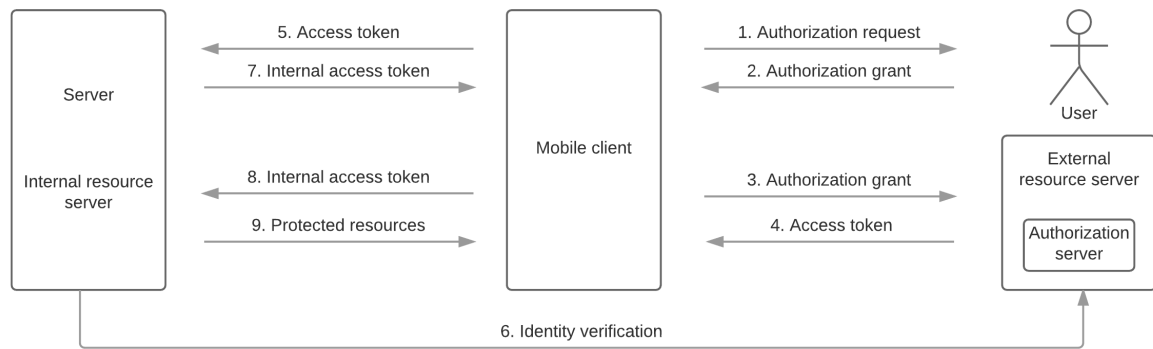 5. Access token
1. Authorization request
7. Internal access token
2. Authorization grant
Server
User
Mobile client
External
resource server
Internal resource
server
8. Internal access token
3. Authorization grant
9. Protected resources
4. Access token
Authorization
server
6. Identity verification